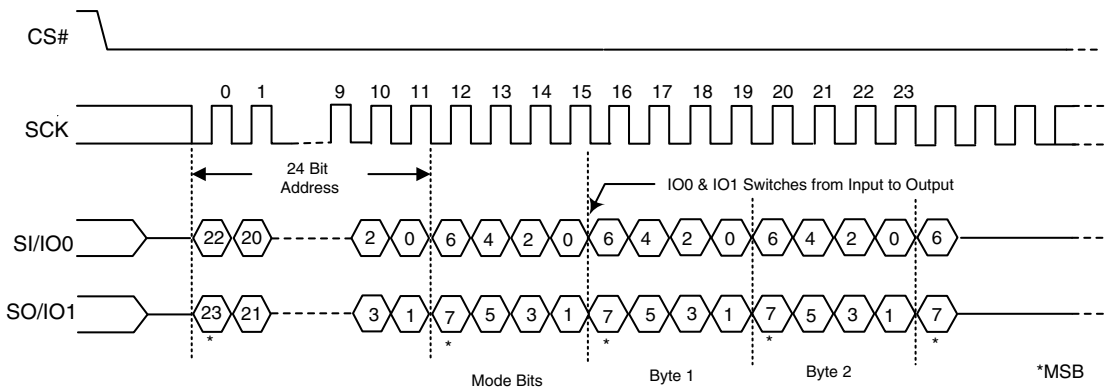 CS#
0 1 9 10 11 12 13 14 15 16 17 18 19 20 21 22 23
SCK
24 Bit
Address
IO0 & IO1 Switches from Input to Output
SI/IO0 22 20 2 0 6 4 2 0 6 4 2 0 6 4 2 0 6
SO/IO1 23 21 3 1 7 5 3 1 7 5 3 1 7 5 3 1 7
* * * * *
Mode Bits Byte 1 Byte 2 *MSB